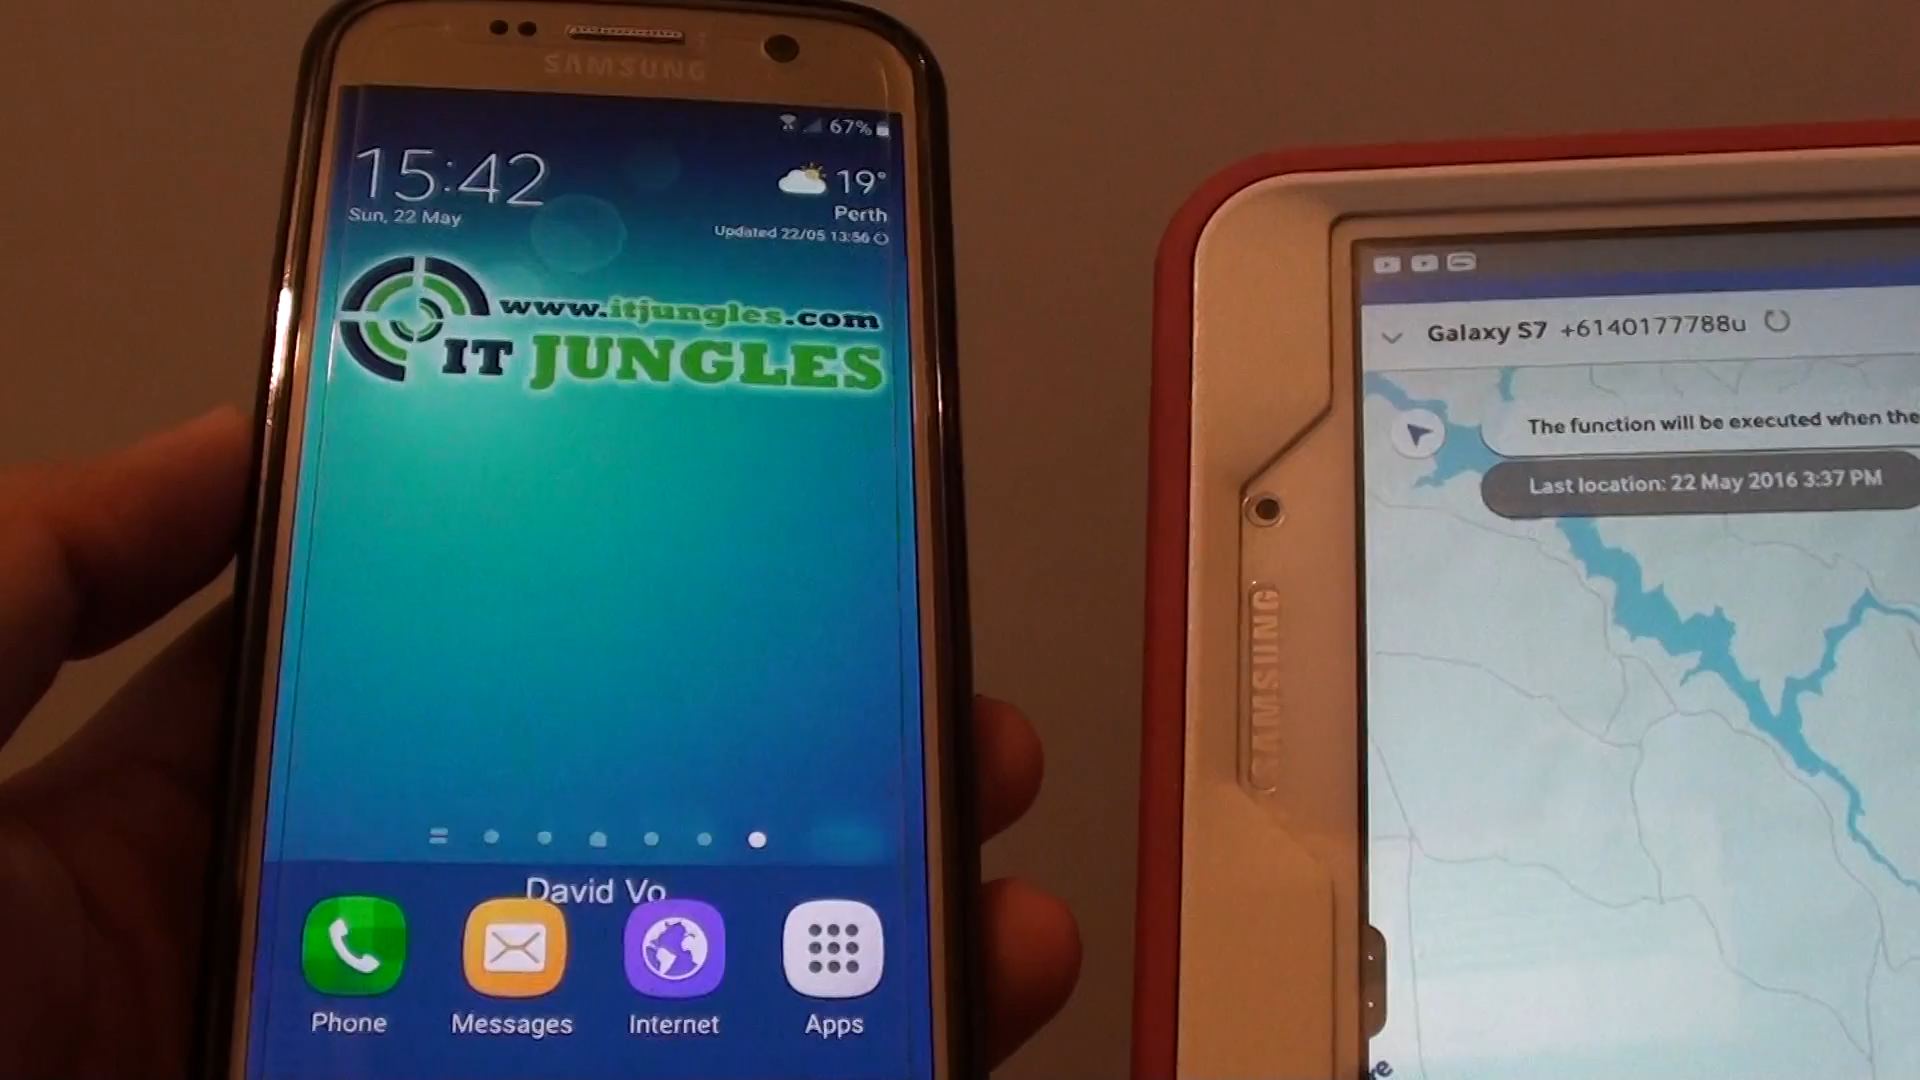 SAMSUNG
67%
15:42
19°
Sun, 22 May
Perth
Updated 22/05 13:56
www.itjungles.com
IT JUNGLES
David Vo
Phone
Messages
Internet
Apps
SAMSUNG
Galaxy S7 +6140177788u
The function will be executed when the
Last location: 22 May 2016 3:37 PM